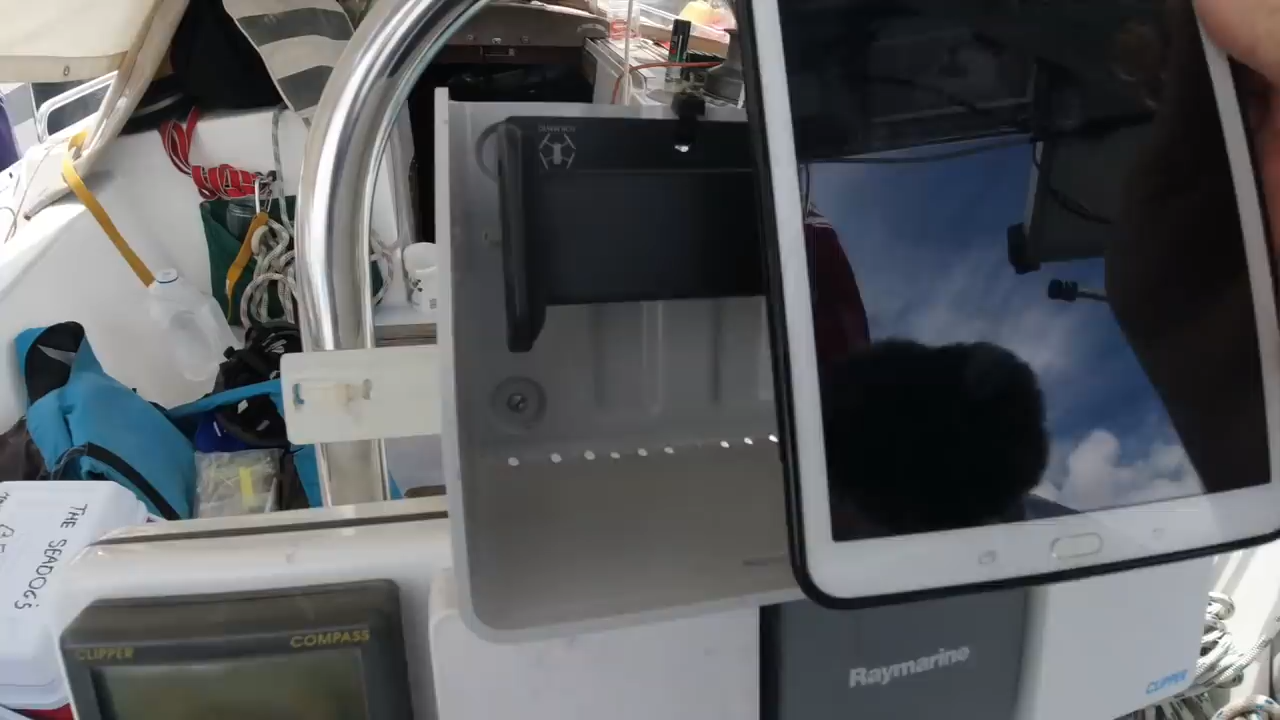 THE SEADOGS
CLIPPER
COMPASS
Raymarine
CLIPPER